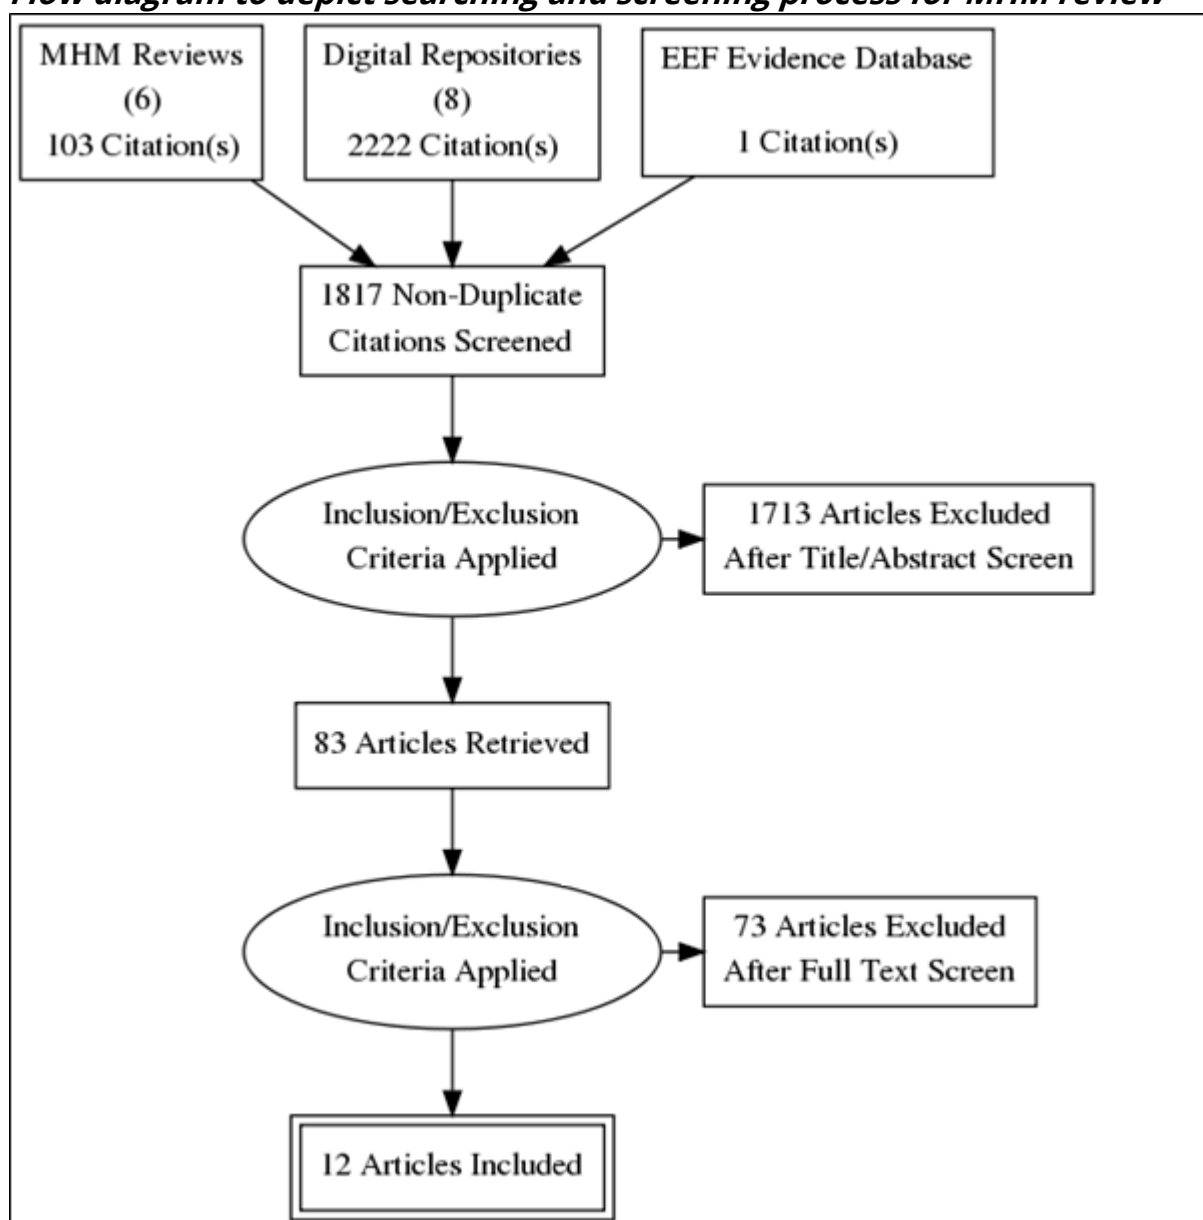 Flow diagram to depict searching and screening process for MHM review
MHM Reviews
(6)
103 Citation(s)
Digital Repositories
(8)
2222 Citation(s)
EEF Evidence Database
1 Citation(s)
1817 Non-Duplicate
Citations Screened
Inclusion/Exclusion
Criteria Applied
1713 Articles Excluded
After Title/Abstract Screen
83 Articles Retrieved
Inclusion/Exclusion
Criteria Applied
73 Articles Excluded
After Full Text Screen
12 Articles Included